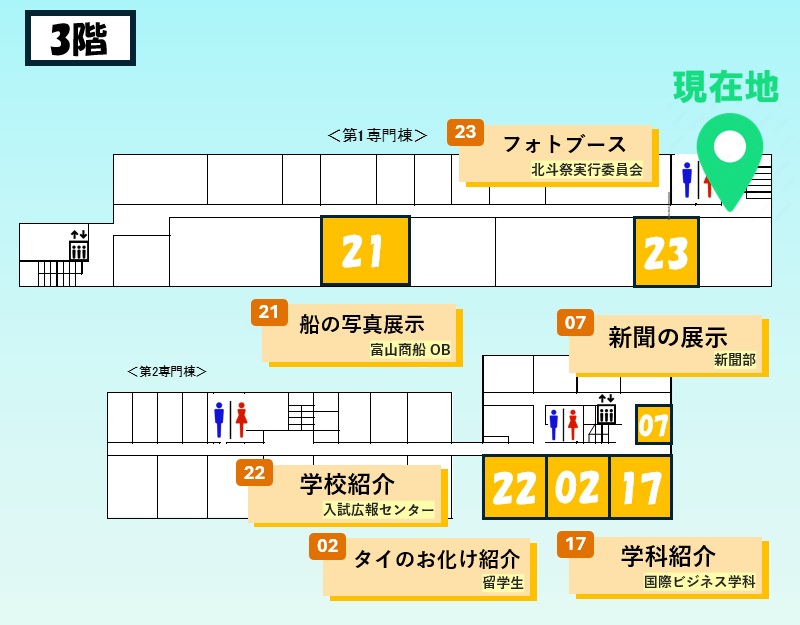 3階
現在地
＜第1専門棟＞
23
フォトブース
北斗祭実行委員会
21
23
21
船の写真展示
富山商船 OB
07
新聞の展示
新聞部
＜第2専門棟＞
07
22
学校紹介
入試広報センター
22
02
17
02
タイのお化け紹介
留学生
17
学科紹介
国際ビジネス学科